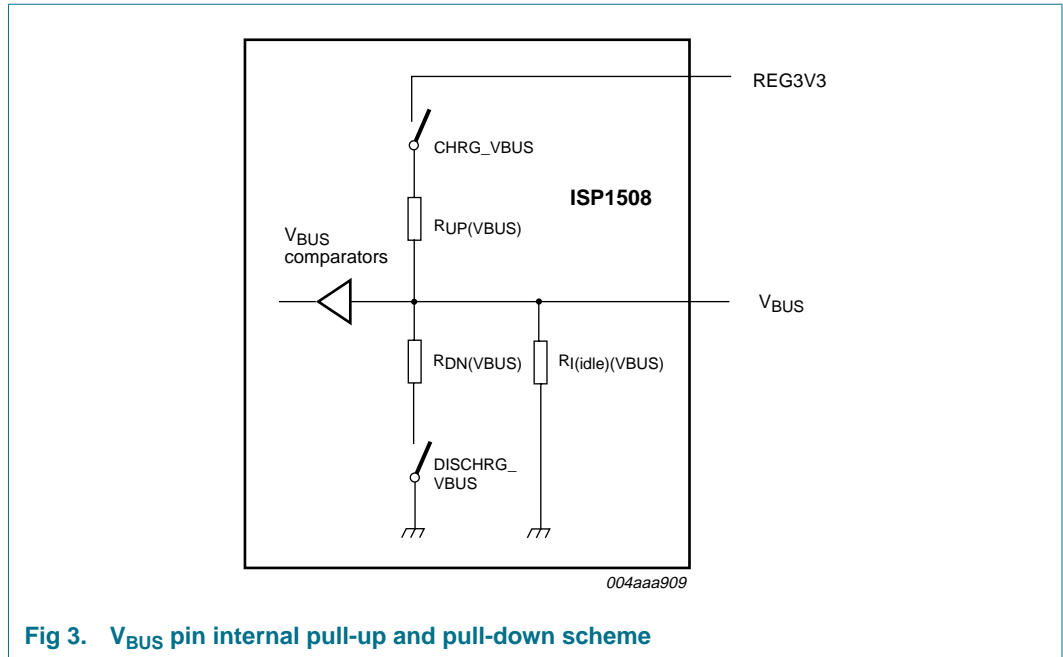 REG3V3
CHRG_VBUS
ISP1508
RUP(VBUS)
VBUS
comparators
VBUS
RDN(VBUS)
RI(idle)(VBUS)
DISCHRG_
VBUS
004aaa909
Fig 3. VBUS pin internal pull-up and pull-down scheme